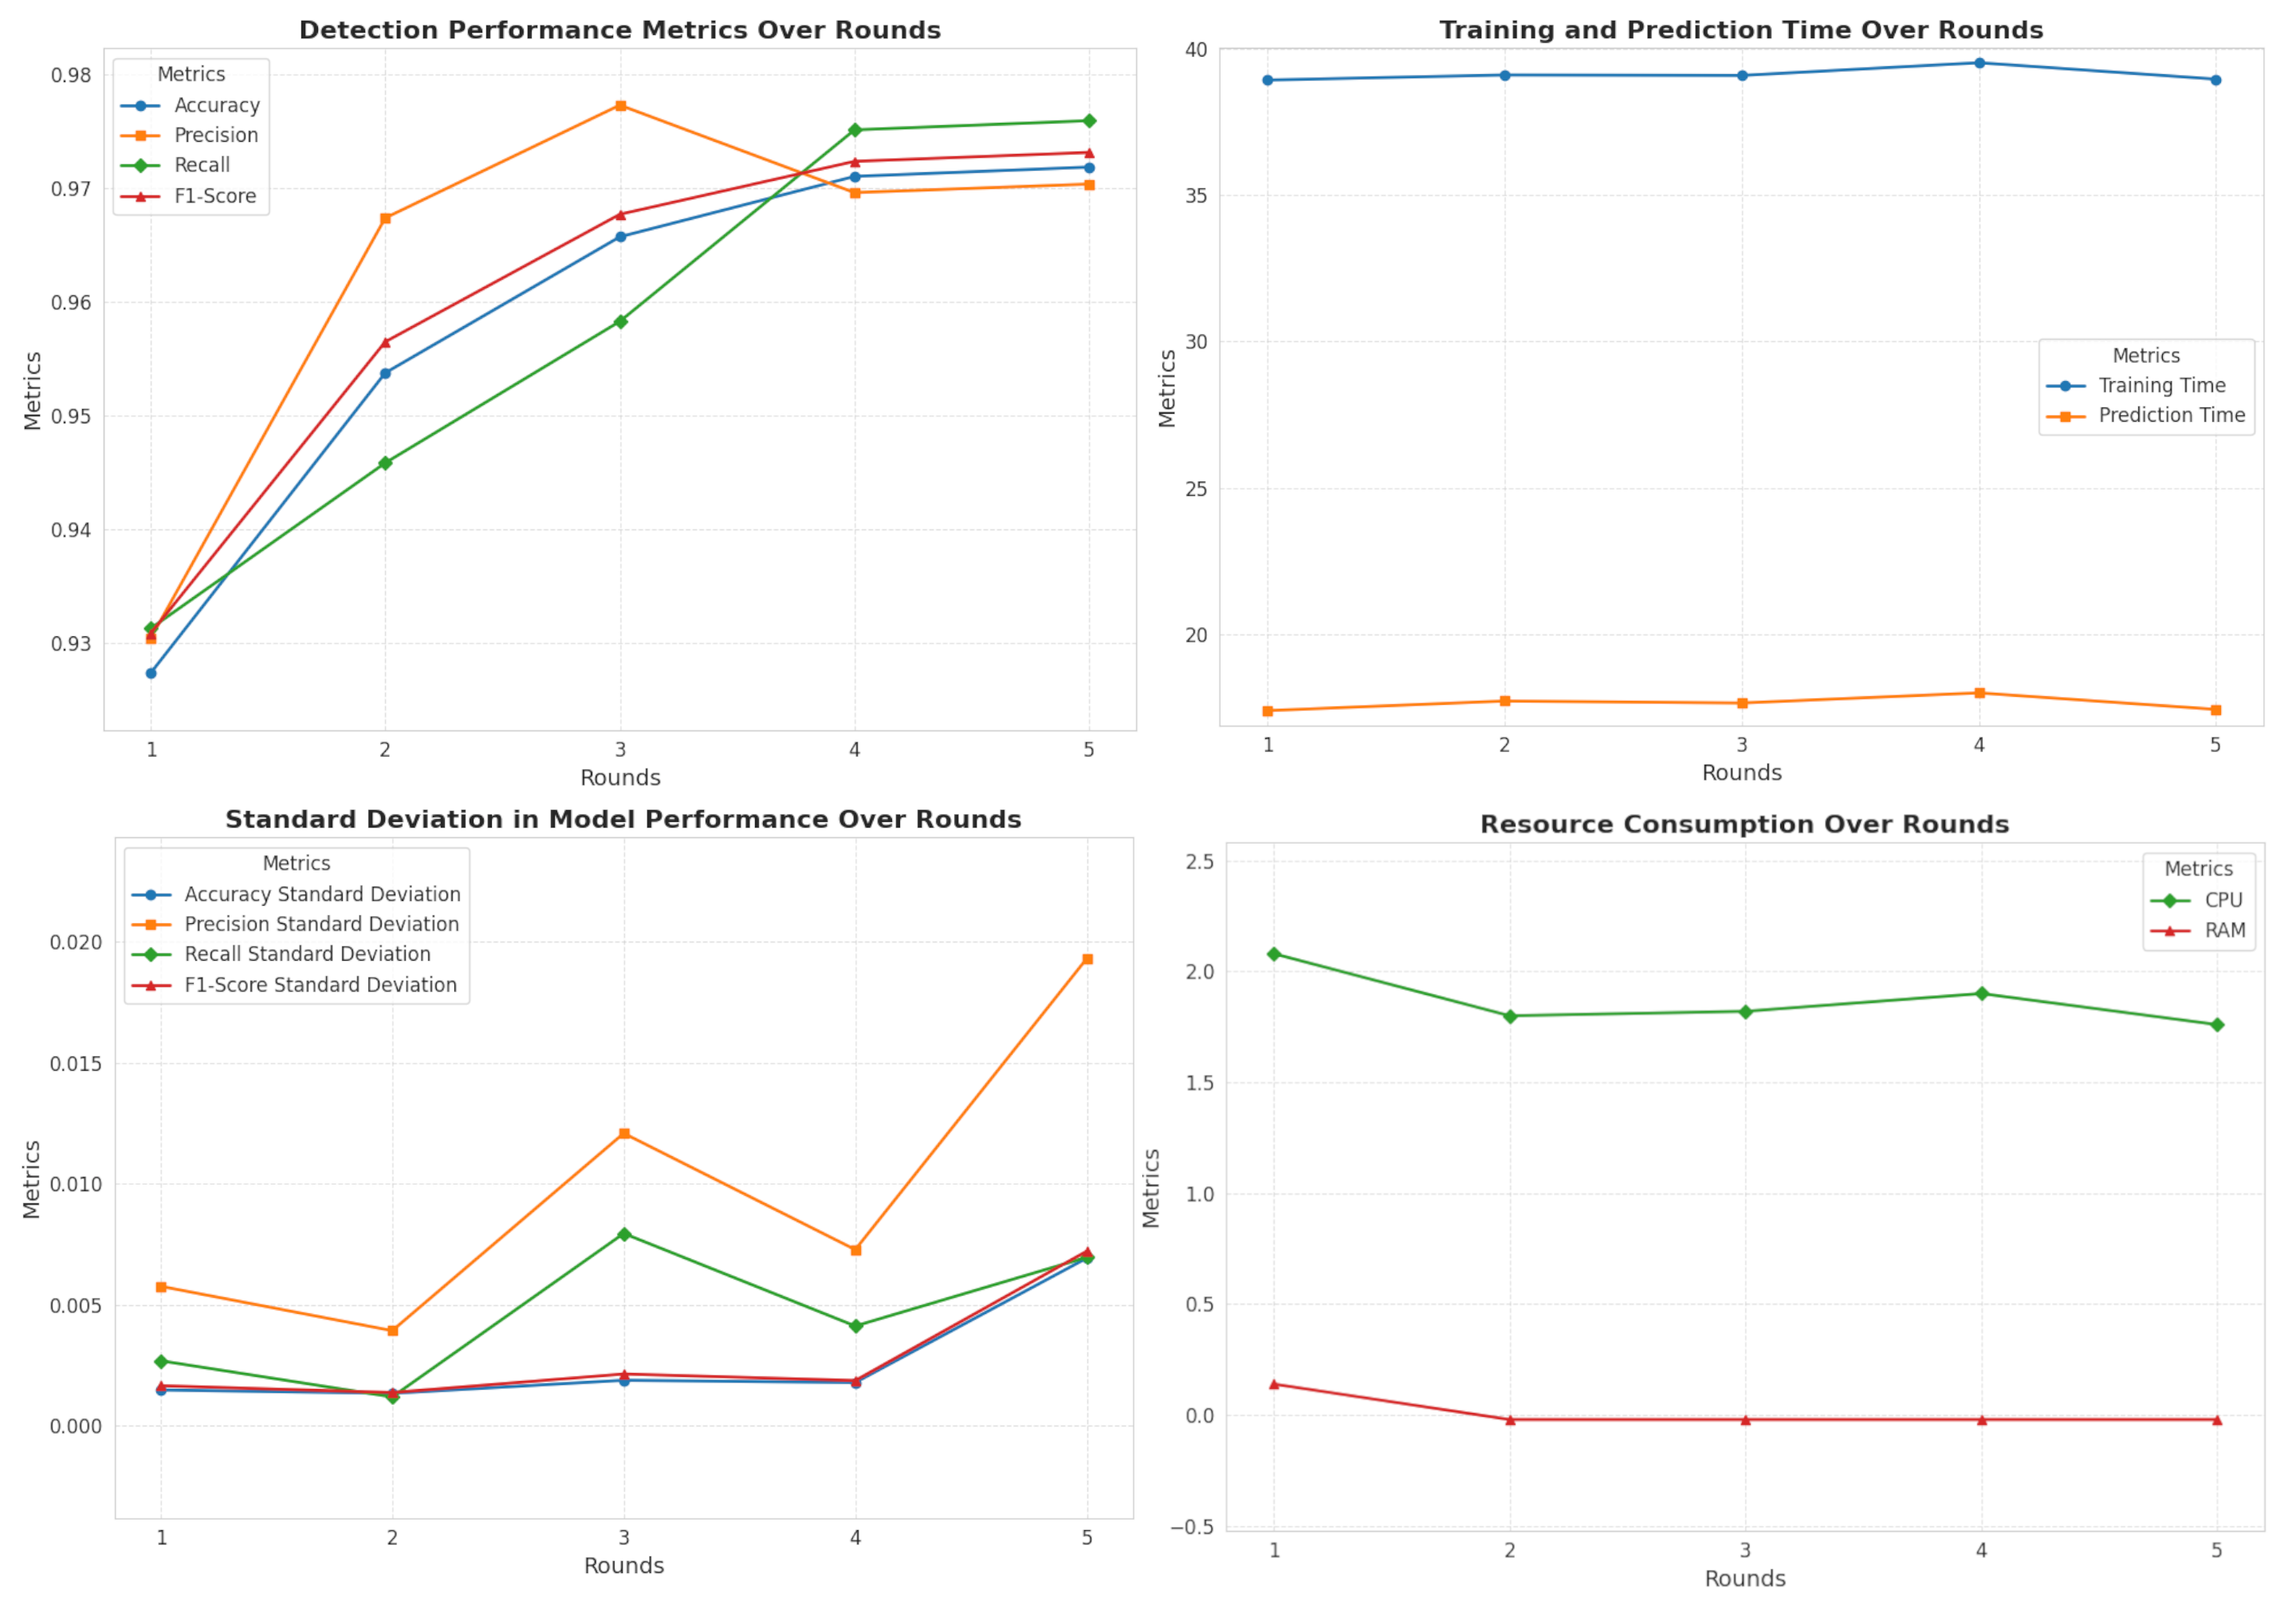 Detection Performance Metrics Over Rounds
Metrics
Accuracy
Precision
Recall
F1-Score
0.98
0.97
0.96
0.95
0.94
0.93
Metrics
1 2 3 4 5
Rounds
Training and Prediction Time Over Rounds
40
35
30
25
20
Metrics
Metrics
Training Time
Prediction Time
1 2 3 4 5
Rounds
Standard Deviation in Model Performance Over Rounds
Metrics
Accuracy Standard Deviation
Precision Standard Deviation
Recall Standard Deviation
F1-Score Standard Deviation
0.020
0.015
0.010
0.005
0.000
Metrics
1 2 3 4 5
Rounds
Resource Consumption Over Rounds
Metrics
CPU
RAM
2.5
2.0
1.5
1.0
0.5
0.0
−0.5
Metrics
1 2 3 4 5
Rounds